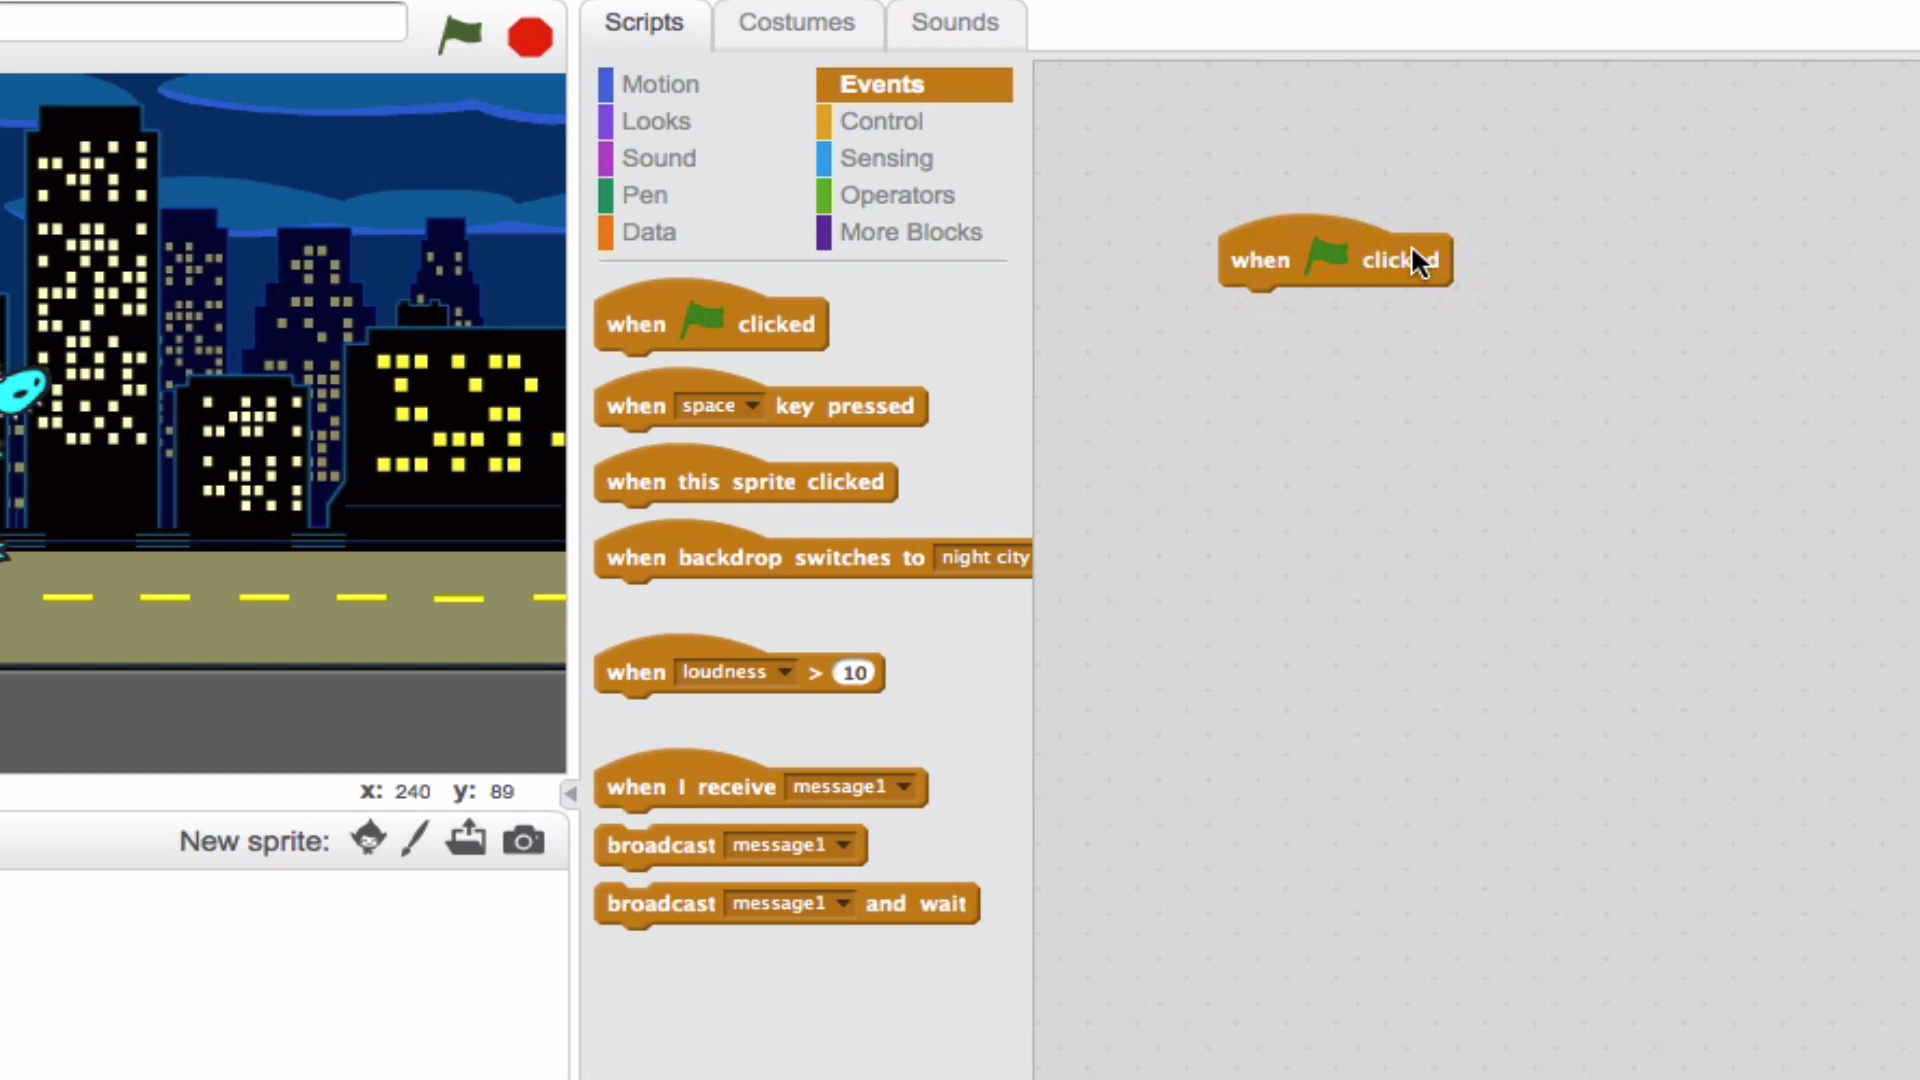 Scripts Costumes Sounds
Motion Events
Looks Control
Sound Sensing
Pen Operators
Data More Blocks
when clicked
when space key pressed
when this sprite clicked
when backdrop switches to night city
when loudness > 10
when I receive message1
broadcast message1
broadcast message1 and wait
when clicked
x: 240 y: 89
New sprite: